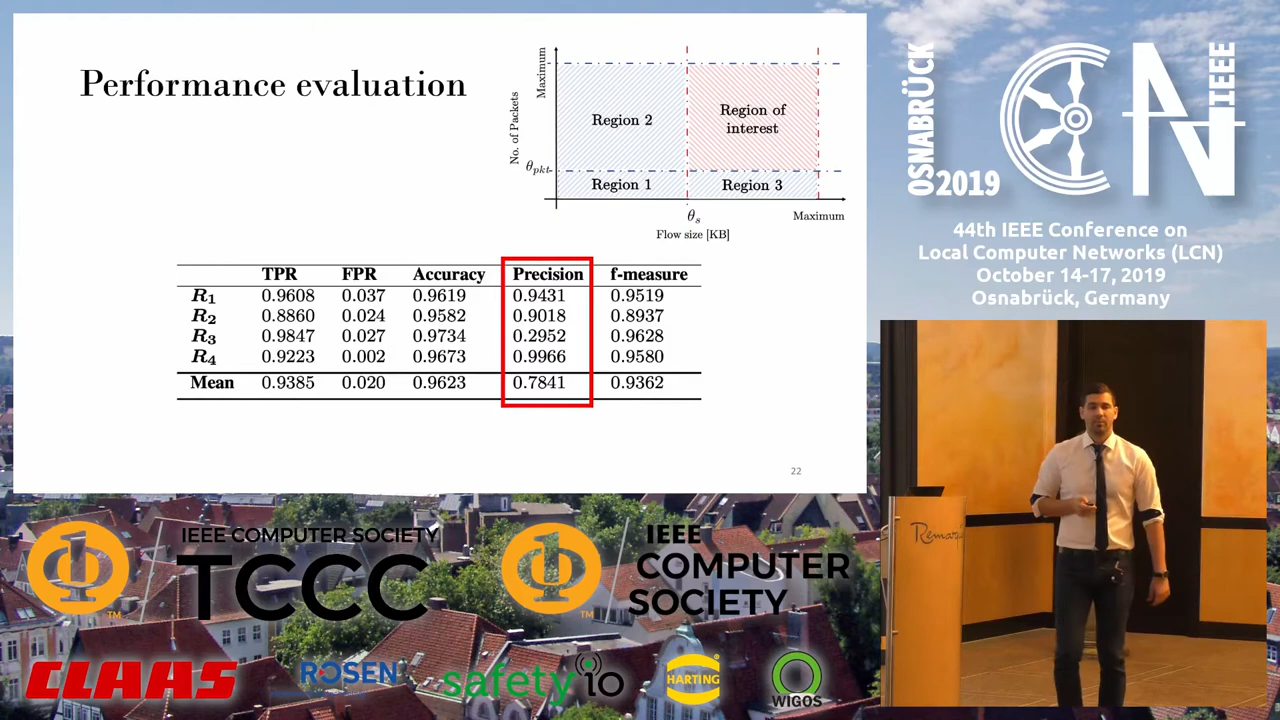 Performance evaluation
Maximum
No. of Packets
Region 2
Region of
interest
θpkt
Region 1
Region 3
θs
Maximum
Flow size [KB]
TPR FPR Accuracy Precision f-measure
R1 0.9608 0.037 0.9619 0.9431 0.9519
R2 0.8860 0.024 0.9582 0.9018 0.8937
R3 0.9847 0.027 0.9734 0.2952 0.9628
R4 0.9223 0.002 0.9673 0.9966 0.9580
Mean 0.9385 0.020 0.9623 0.7841 0.9362
22
OSNABRÜCK
2019
LCN
IEEE
44th IEEE Conference on
Local Computer Networks (LCN)
October 14-17, 2019
Osnabrück, Germany
Remarq
IEEE COMPUTER SOCIETY
TCCC
TM
IEEE
COMPUTER
SOCIETY
TM
CLAAS
ROSEN
safety io
HARTING
WIGOS